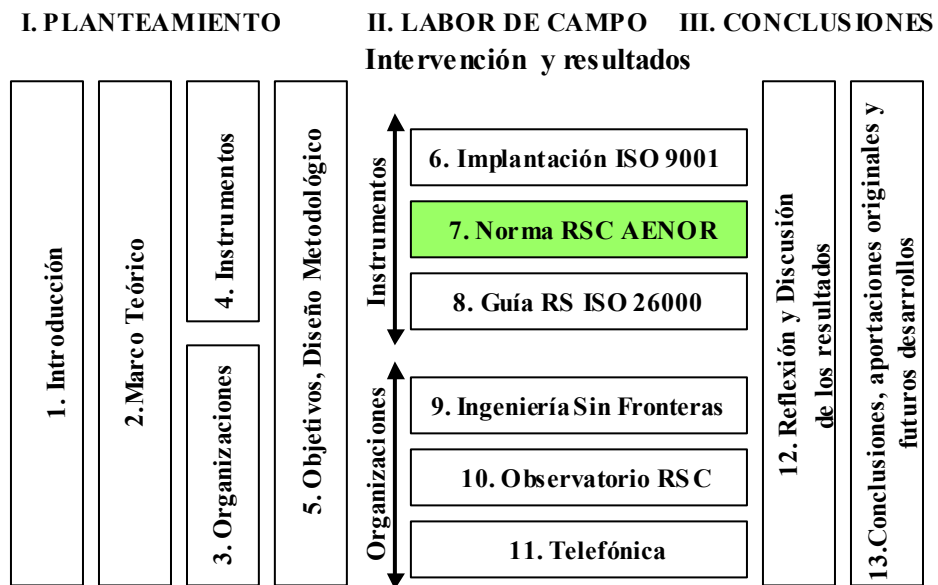 I. PLANTEAMIENTO
II. LABOR DE CAMPO
Intervención y resultados
III. CONCLUSIONES
1. Introducción
2.Marco Teórico
4. Instrumentos
3. Organizaciones
5. Objetivos, Diseño Metodológico
Instrumentos
6. Implantación ISO 9001
7. Norma RSC AENOR
8. Guía RS ISO 26000
Organizaciones
9. Ingeniería Sin Fronteras
10. Observatorio RSC
11. Telefónica
12. Reflexión y Discusión
de los resultados
13.Conclusiones, aportaciones originales y
futuros desarrollos